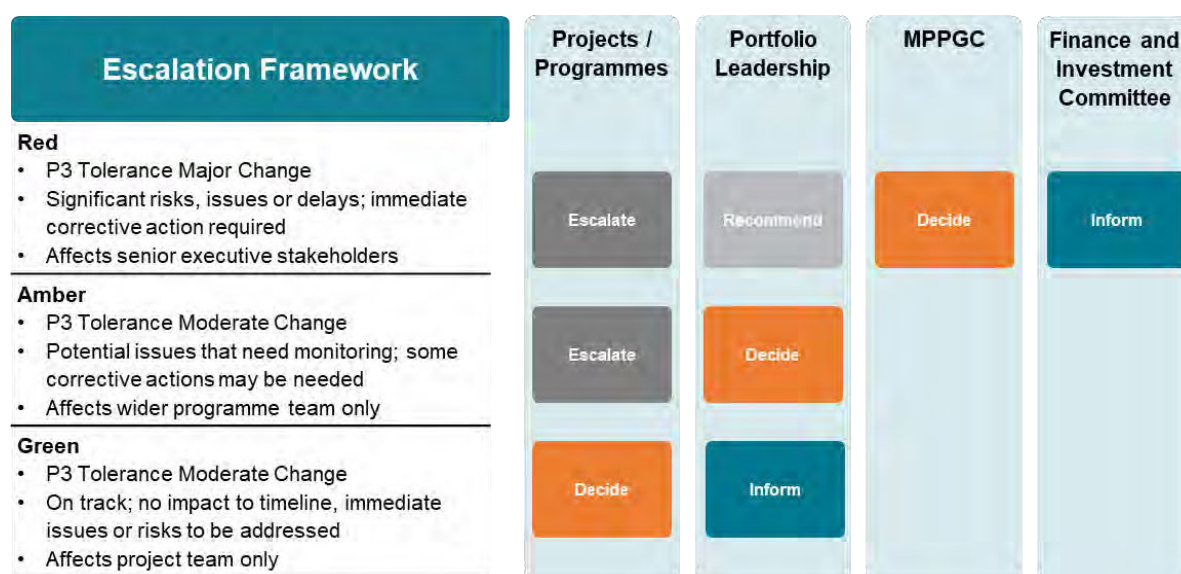 Escalation Framework
Projects /
Programmes
Portfolio
Leadership
MPPGC
Finance and
Investment
Committee
Red
• P3 Tolerance Major Change
• Significant risks, issues or delays; immediate
corrective action required
• Affects senior executive stakeholders
Escalate
Recommend
Decide
Inform
Amber
• P3 Tolerance Moderate Change
• Potential issues that need monitoring; some
corrective actions may be needed
• Affects wider programme team only
Escalate
Decide
Green
• P3 Tolerance Moderate Change
• On track; no impact to timeline, immediate
issues or risks to be addressed
• Affects project team only
Decide
Inform